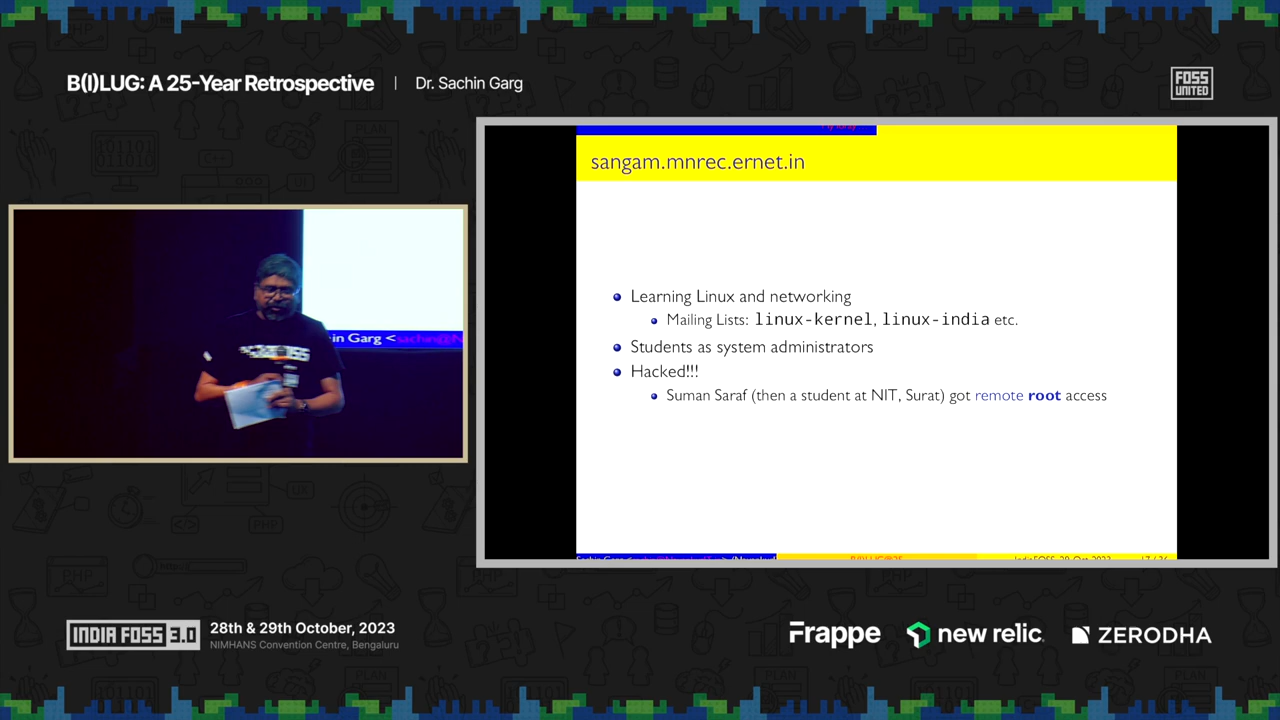 B(I)LUG: A 25-Year Retrospective | Dr. Sachin Garg
FOSS
UNITED
sangam.mnrec.ernet.in
Learning Linux and networking
Mailing Lists: linux-kernel, linux-india etc.
Students as system administrators
Hacked!!!
Suman Saraf (then a student at NIT, Surat) got remote root access
in Garg <
INDIA FOSS 3.0
28th & 29th October, 2023
NIMHANS Convention Centre, Bengaluru
Frappe
new relic
ZERODHA